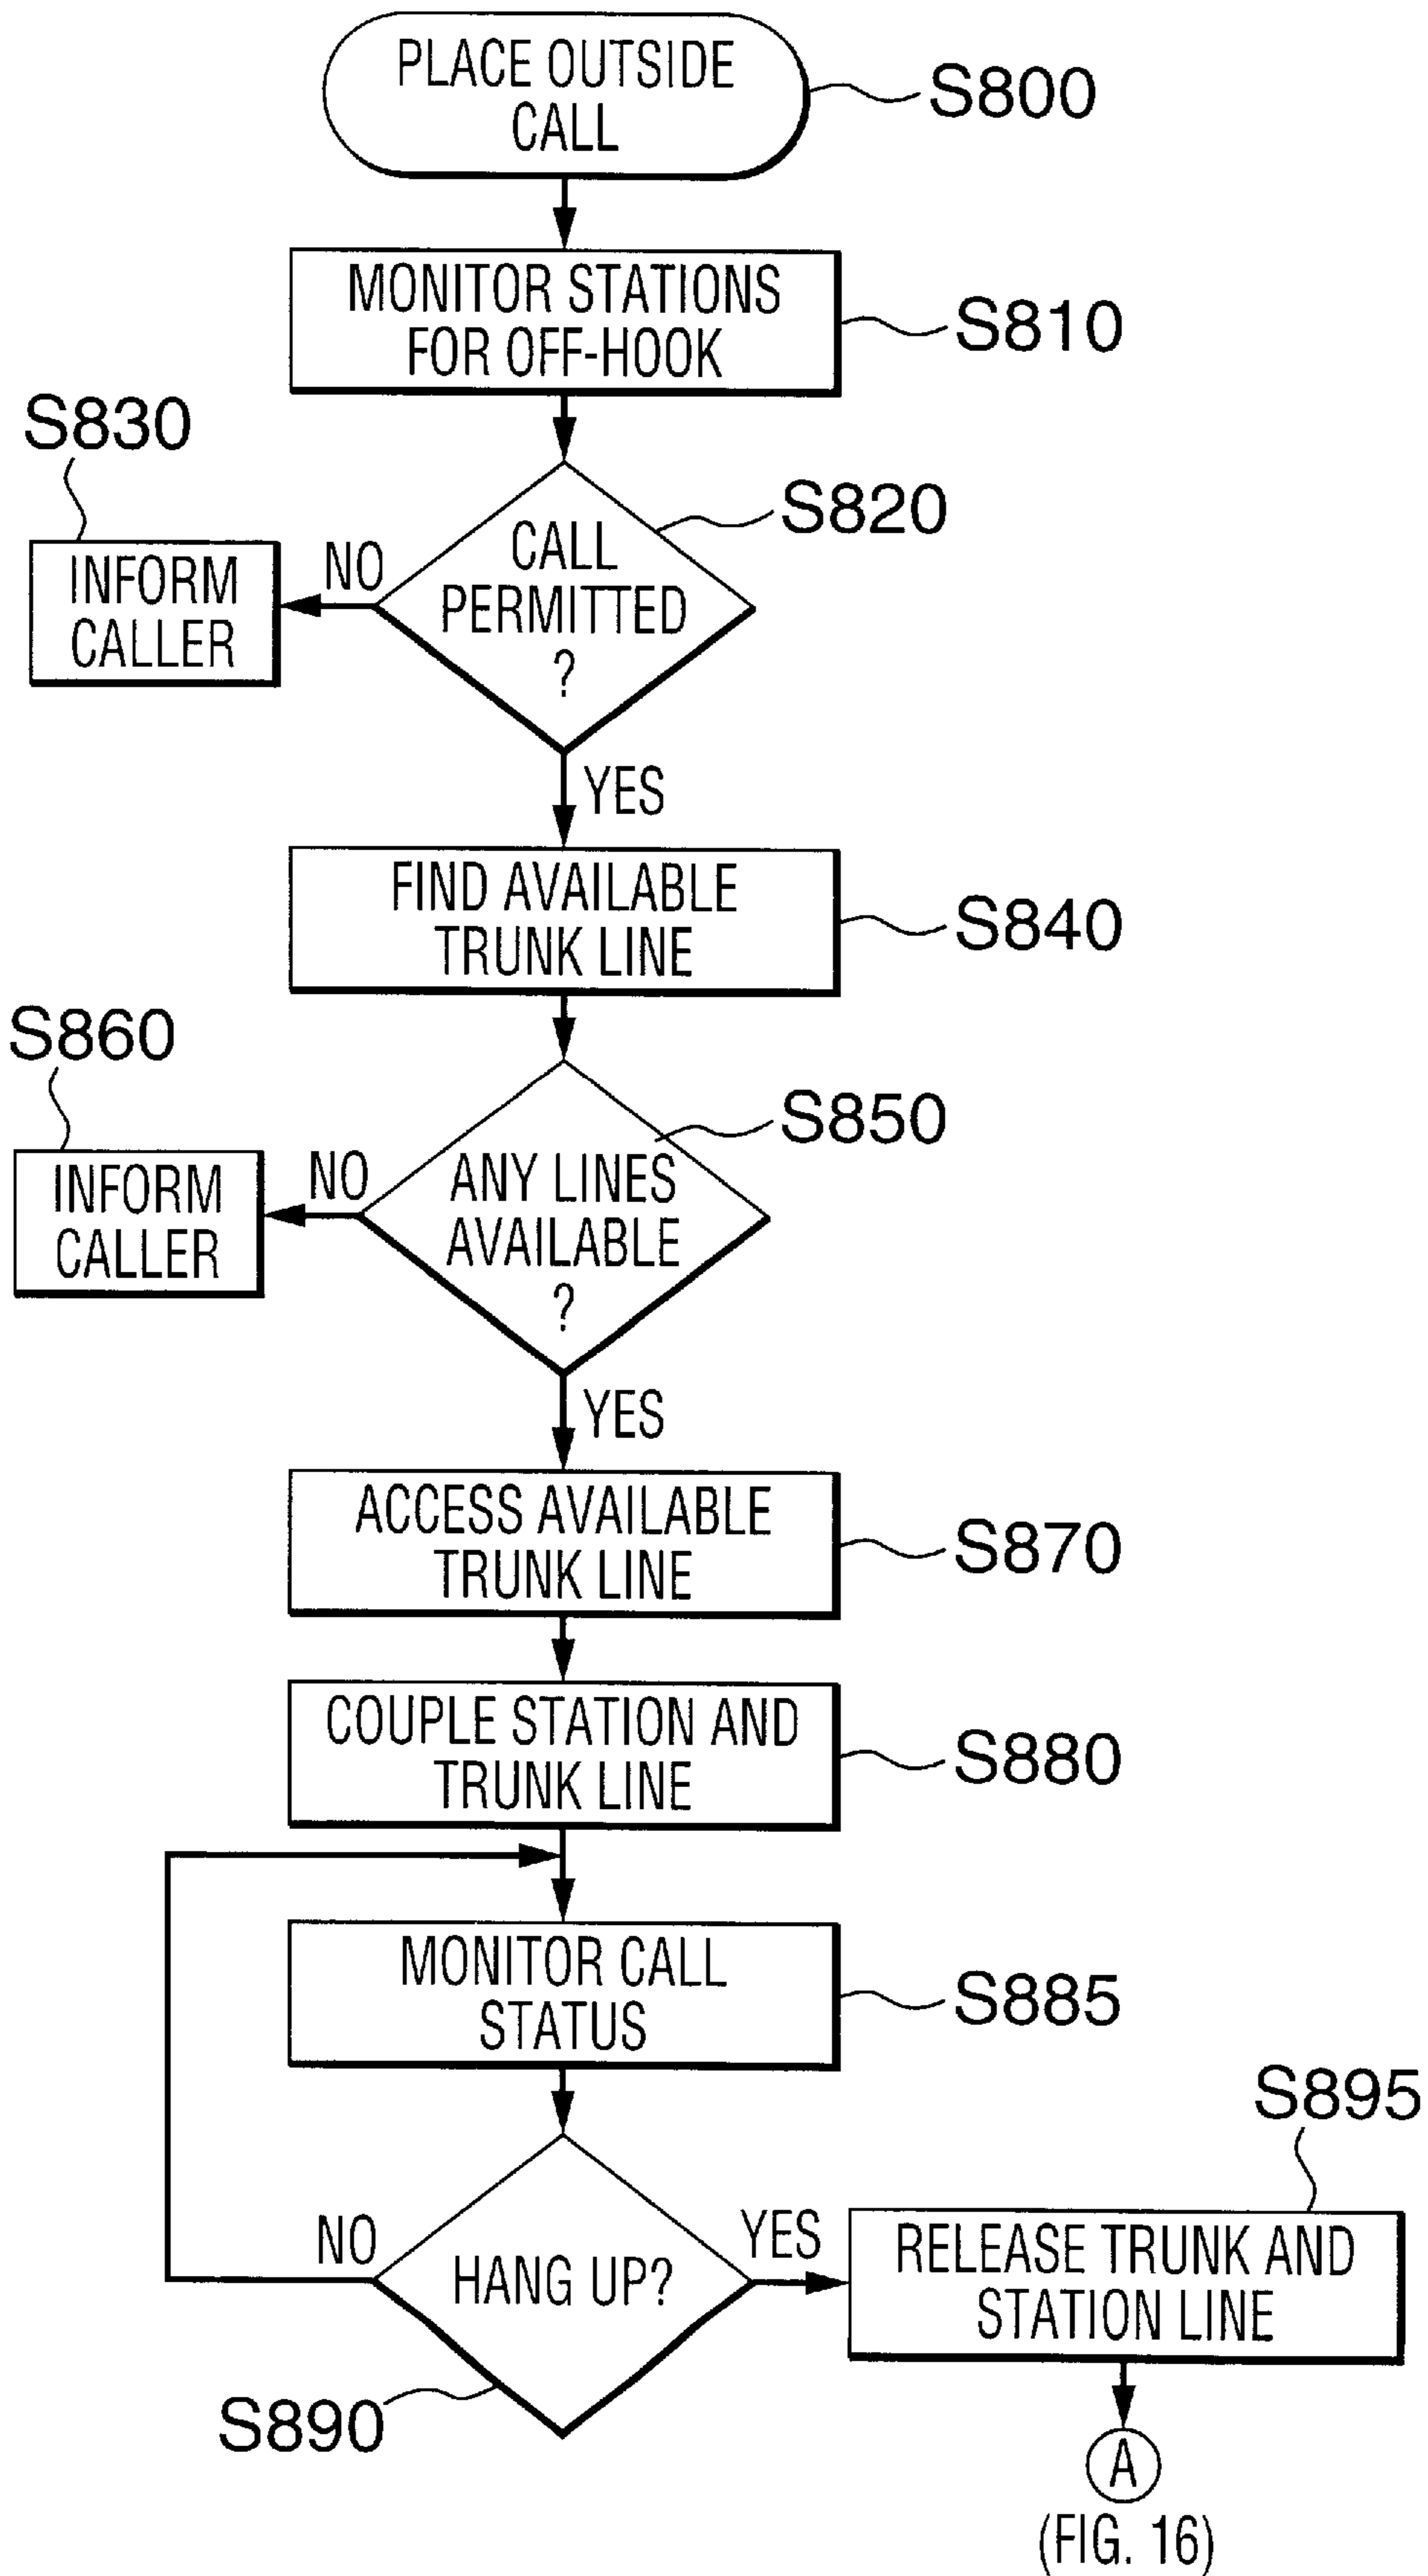 PLACE OUTSIDE
CALL
S800
MONITOR STATIONS
FOR OFF-HOOK
S810
S830
S820
INFORM
CALLER
NO
CALL
PERMITTED
?
YES
FIND AVAILABLE
TRUNK LINE
S840
S860
S850
INFORM
CALLER
NO
ANY LINES
AVAILABLE
?
YES
ACCESS AVAILABLE
TRUNK LINE
S870
COUPLE STATION AND
TRUNK LINE
S880
MONITOR CALL
STATUS
S885
S895
NO
HANG UP?
YES
RELEASE TRUNK AND
STATION LINE
S890
A
(FIG. 16)